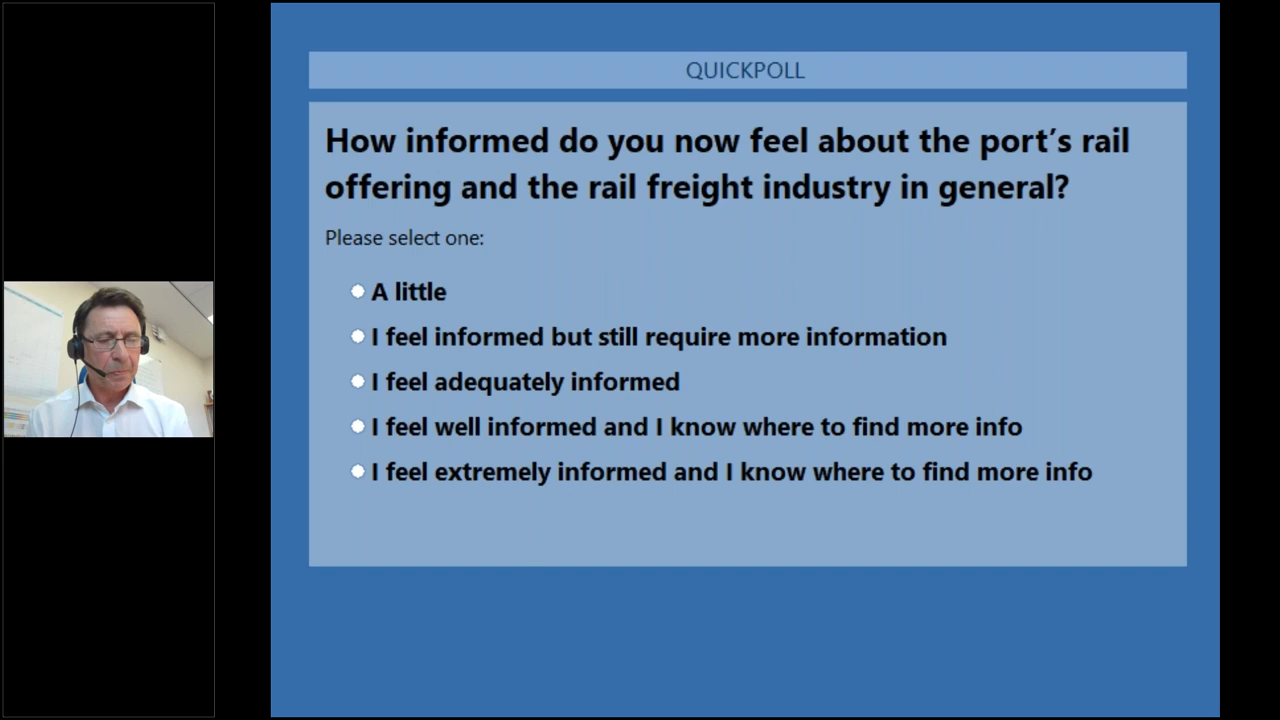 QUICKPOLL
How informed do you now feel about the port’s rail
offering and the rail freight industry in general?
Please select one:
A little
I feel informed but still require more information
I feel adequately informed
I feel well informed and I know where to find more info
I feel extremely informed and I know where to find more info